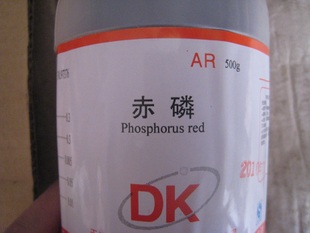 AR 500g
赤磷
Phosphorus red
DK